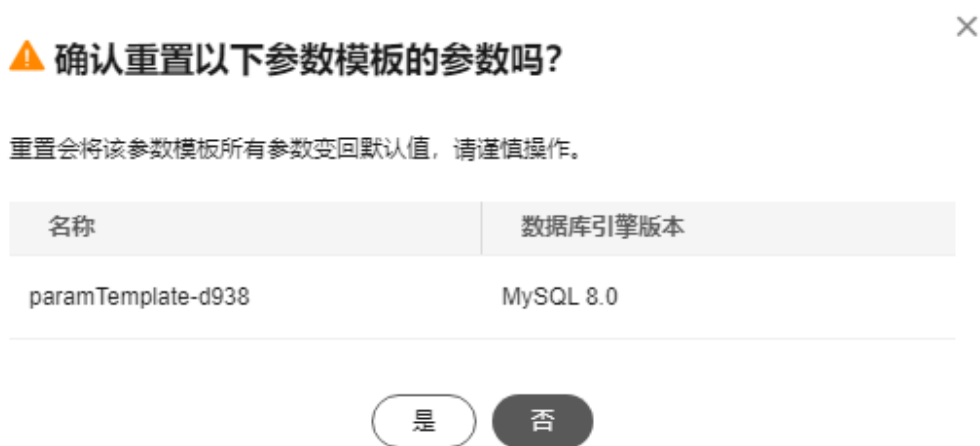 确认重置以下参数模板的参数吗?
重置会将该参数模板所有参数变回默认值，请谨慎操作。
名称 数据库引擎版本
paramTemplate-d938 MySQL 8.0
是 否